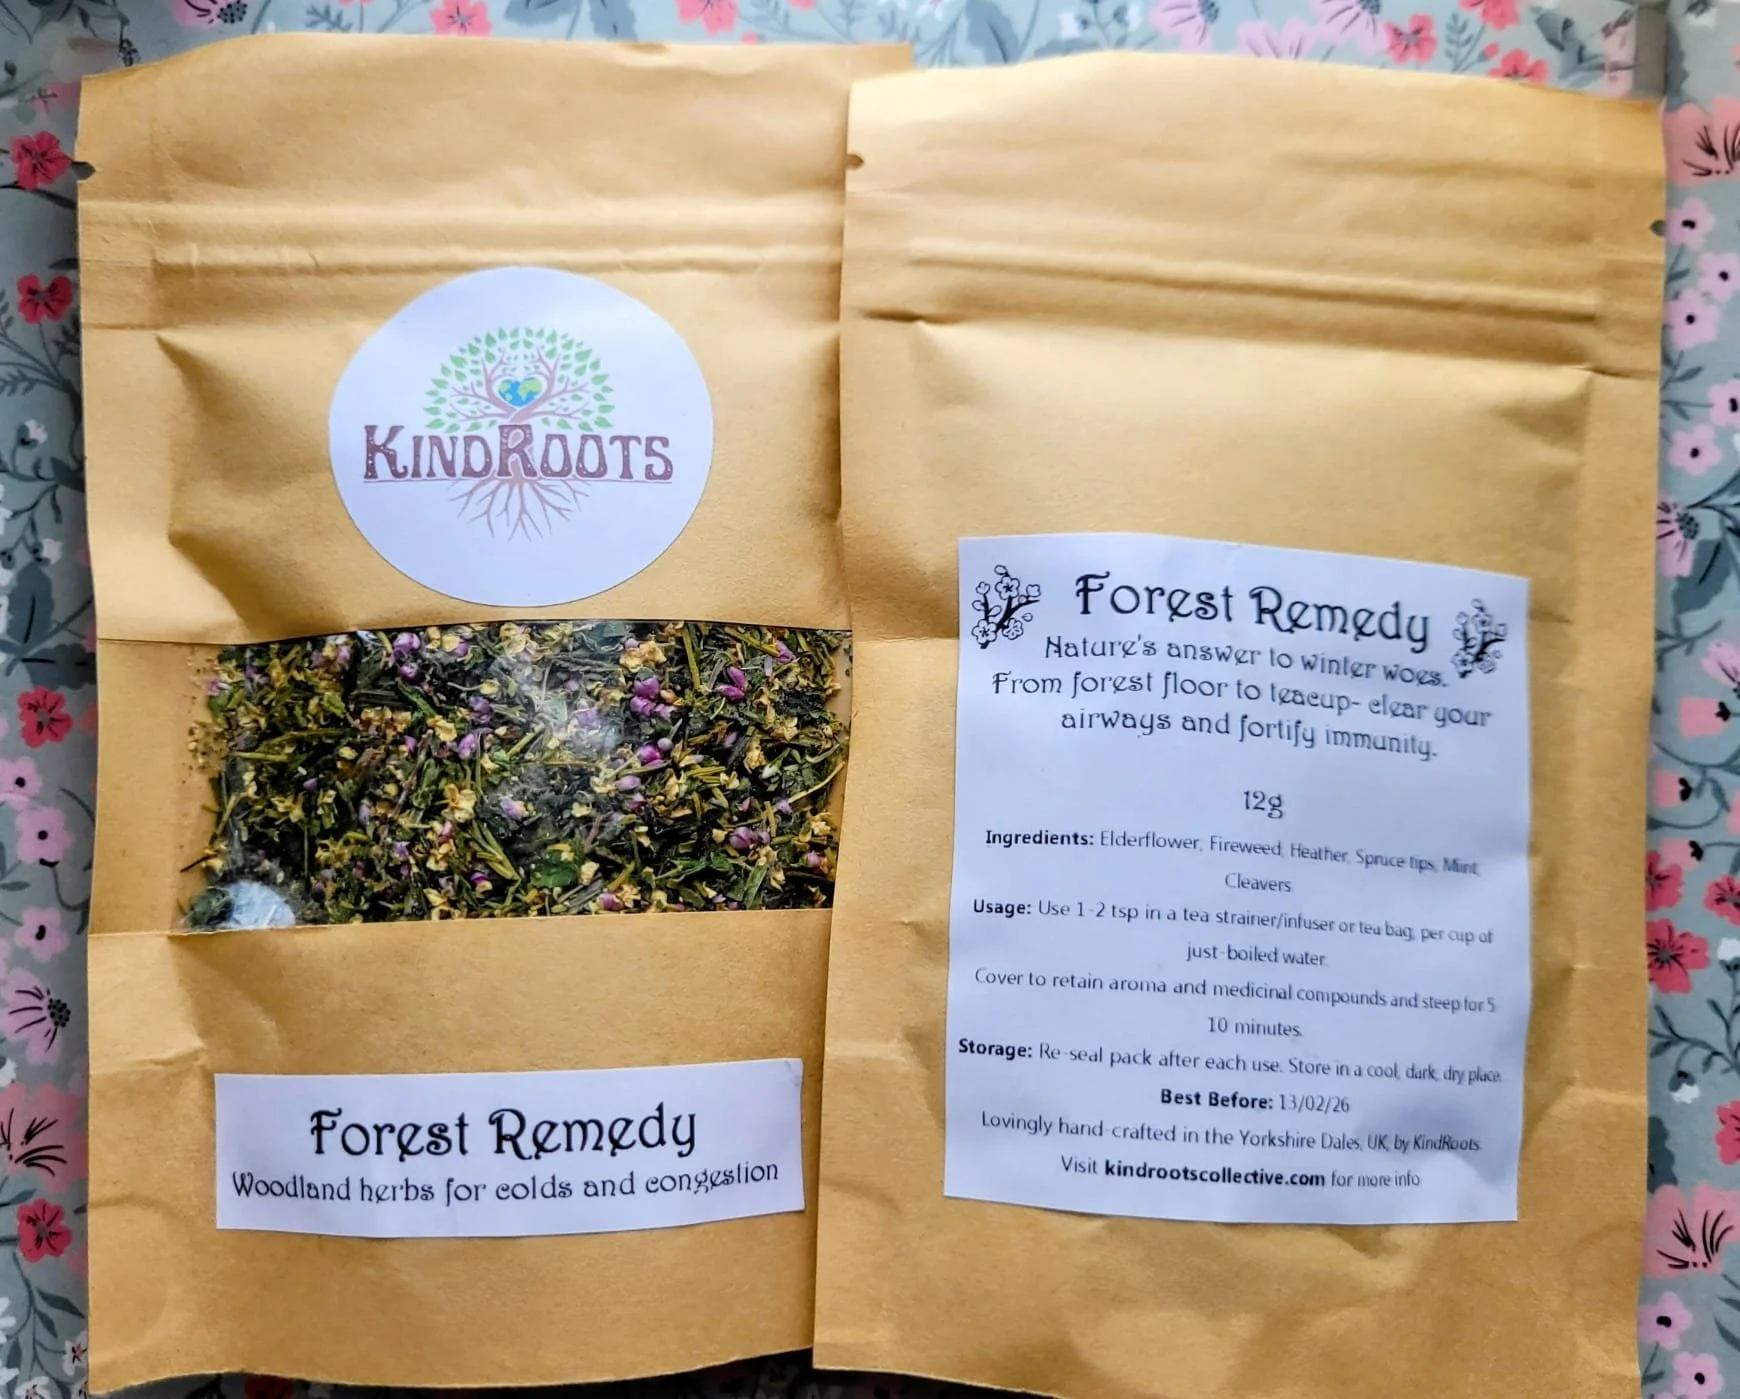 KINDROOTS
Forest Remedy
Woodland herbs for colds and congestion
Forest Remedy
Nature's answer to winter woes.
From forest floor to teacup- clear your
airways and fortify immunity.
12g
Ingredients: Elderflower, Fireweed, Heather, Spruce tips, Mint,
Cleavers
Usage: Use 1-2 tsp in a tea strainer/infuser or tea bag, per cup of
just-boiled water.
Cover to retain aroma and medicinal compounds and steep for 5-
10 minutes.
Storage: Re-seal pack after each use. Store in a cool, dark, dry place.
Best Before: 13/02/26
Lovingly hand-crafted in the Yorkshire Dales, UK, by KindRoots
Visit kindrootscollective.com for more info